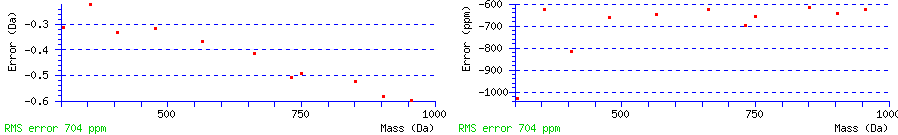 Error (Da)
-0.3
-0.4
-0.5
-0.6
500
750
1000
RMS error 704 ppm
Mass (Da)
Error (ppm)
-600
-700
-800
-900
-1000
500
750
1000
RMS error 704 ppm
Mass (Da)